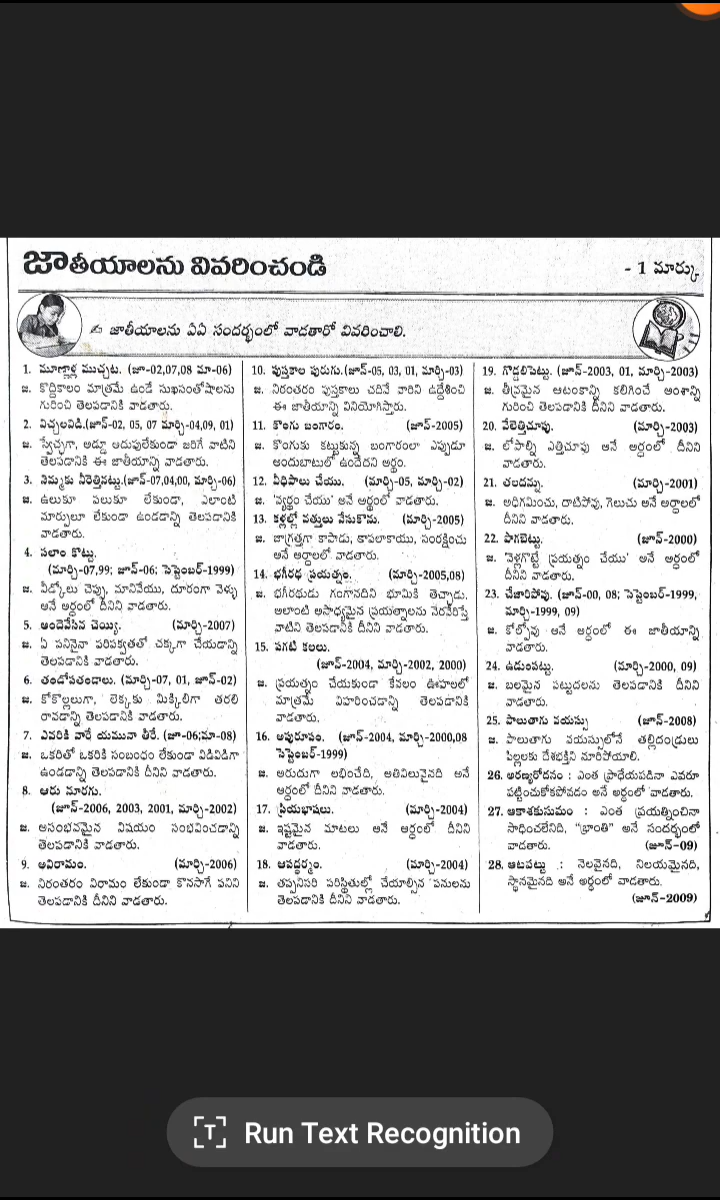 జాతీయాలను వివరించండి
- 1 మార్కు
✍ జాతీయాలను ఏఏ సందర్భంలో వాడతారో వివరించాలి.
1. మూణ్ణాళ్ల ముచ్చట. (జూ-02,07,08 మా-06)
జ. కొద్దికాలం మాత్రమే ఉండే సుఖసంతోషాలను
గురించి తెలపడానికి వాడతారు.
2. విచ్చలవిడి.(జూన్-02, 05, 07 మార్చి-04,09, 01)
జ. స్వేచ్ఛగా, అడ్డూ అదుపులేకుండా జరిగే వాటిని
తెలపడానికి ఈ జాతీయాన్ని వాడతారు.
3. నిమ్మకు నీరెత్తినట్లు.(జూన్-07,04,00, మార్చి-06)
జ. ఉలుకూ పలుకూ లేకుండా, ఎలాంటి
మార్పులూ లేకుండా ఉండడాన్ని తెలపడానికి
వాడతారు.
4. సలాం కొట్టు.
(మార్చి-07,99; జూన్-06; సెప్టెంబర్-1999)
జ. వీడ్కోలు చెప్పు, మానివేయు, దూరంగా వెళ్ళు
అనే అర్థంలో దీనిని వాడతారు.
5. అందెవేసిన చెయ్యి. (మార్చి-2007)
జ. ఏ పనినైనా పరిపక్వతతో చక్కగా చేయడాన్ని
తెలపడానికి వాడతారు.
6. తండోపతండాలు. (మార్చి-07, 01, జూన్-02)
జ. కోకొల్లలుగా, లెక్కకు మిక్కిలిగా తరలి
రావడాన్ని తెలపడానికి వాడతారు.
7. ఎవరికి వారే యమునా తీరే. (జూ-06;మా-08)
జ. ఒకరితో ఒకరికి సంబంధం లేకుండా విడివిడిగా
ఉండడాన్ని తెలపడానికి దీనిని వాడతారు.
8. ఆరు నూరగు.
(జూన్-2006, 2003, 2001, మార్చి-2002)
జ. అసంభవమైన విషయం సంభవించడాన్ని
తెలపడానికి వాడతారు.
9. అవిరామం. (మార్చి-2006)
జ. నిరంతరం విరామం లేకుండా కొనసాగే పనిని
తెలపడానికి దీనిని వాడతారు.
10. పుస్తకాల పురుగు.(జూన్-05, 03, 01, మార్చి-03)
జ. నిరంతరం పుస్తకాలు చదివే వారిని ఉద్దేశించి
ఈ జాతీయాన్ని వినియోగిస్తారు.
11. కొంగు బంగారం. (జూన్-2005)
జ. కొంగుకు కట్టుకున్న బంగారంలా ఎప్పుడూ
అందుబాటులో ఉండేదని అర్థం.
12. వీధిపాలు చేయు. (మార్చి-05, మార్చి-02)
జ. 'వ్యర్థం చేయు' అనే అర్థంలో వాడతారు.
13. కళ్లల్లో వత్తులు వేసుకొను. (మార్చి-2005)
జ. జాగ్రత్తగా కాపాడు, కాపలాకాయు, సంరక్షించు
అనే అర్థాలలో వాడతారు.
14. భగీరథ ప్రయత్నం. (మార్చి-2005,08)
జ. భగీరథుడు గంగానదిని భూమికి తెచ్చాడు.
అలాంటి అసాధ్యమైన ప్రయత్నాలను నెరవేరిస్తే
వాటిని తెలపడానికి దీనిని వాడతారు.
15. పగటి కలలు.
(జూన్-2004, మార్చి-2002, 2000)
జ. ప్రయత్నం చేయకుండా కేవలం ఊహలలో
మాత్రమే విహరించడాన్ని తెలపడానికి
వాడతారు.
16. అపురూపం. (జూన్-2004, మార్చి-2000,08
సెప్టెంబర్-1999)
జ. అరుదుగా లభించేది, అతివిలువైనది అనే
అర్థంలో దీనిని వాడతారు.
17. ప్రియభాషలు. (మార్చి-2004)
జ. ఇష్టమైన మాటలు అనే అర్థంలో దీనిని
వాడతారు.
18. ఆపద్ధర్మం. (మార్చి-2004)
జ. తప్పనిసరి పరిస్థితుల్లో చేయాల్సిన పనులను
తెలపడానికి దీనిని వాడతారు.
19. గొడ్డలిపెట్టు. (జూన్-2003, 01, మార్చి-2003)
జ. తీవ్రమైన ఆటంకాన్ని కలిగించే అంశాన్ని
గురించి తెలపడానికి దీనిని వాడతారు.
20. వేలెత్తిచూపు. (మార్చి-2003)
జ. లోపాల్ని ఎత్తిచూపు అనే అర్థంలో దీనిని
వాడతారు.
21. తలదన్ను. (మార్చి-2001)
జ. అధిగమించు, దాటిపోవు, గెలుచు అనే అర్థాలలో
దీనిని వాడతారు.
22. పాగబెట్టు. (జూన్-2000)
జ. 'వెళ్లగొట్టే ప్రయత్నం చేయు' అనే అర్థంలో
దీనిని వాడతారు.
23. చేజారిపోవు. (జూన్-00, 08; సెప్టెంబర్-1999,
మార్చి-1999, 09)
జ. కోల్పోవు అనే అర్థంలో ఈ జాతీయాన్ని
వాడతారు.
24. ఉడుంపట్టు. (మార్చి-2000, 09)
జ. బలమైన పట్టుదలను తెలపడానికి దీనిని
వాడతారు.
25. పాలుతాగు వయస్సు (జూన్-2008)
జ. పాలుతాగు వయస్సులోనే తల్లిదండ్రులు
పిల్లలకు దేశభక్తిని నూరిపోయాలి.
26. అరణ్యరోదనం : ఎంత ప్రాధేయపడినా ఎవరూ
పట్టించుకోకపోవడం అనే అర్థంలో వాడతారు.
27. ఆకాశకుసుమం : ఎంత ప్రయత్నించినా
సాధించలేనిది, "భ్రాంతి" అనే సందర్భంలో
వాడతారు. (జూన్-09)
28. ఆటపట్టు : నెలవైనది, నిలయమైనది,
స్థానమైనది అనే అర్థంలో వాడతారు.
(జూన్-2009)
[T] Run Text Recognition